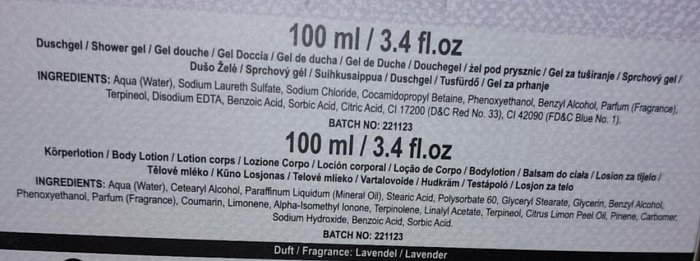 100 ml / 3.4 fl.oz
Duschgel / Shower gel / Gel douche / Gel Doccia / Gel de ducha / Gel de Duche / Douchegel / żel pod prysznic / Gel za tuširanje / Sprchový gel /
Dušo Želė / Sprchový gél / Suihkusaippua / Duschgel / Tusfürdő / Gel za prhanje
INGREDIENTS: Aqua (Water), Sodium Laureth Sulfate, Sodium Chloride, Cocamidopropyl Betaine, Phenoxyethanol, Benzyl Alcohol, Parfum (Fragrance),
Terpineol, Disodium EDTA, Benzoic Acid, Sorbic Acid, Citric Acid, CI 17200 (D&C Red No. 33), CI 42090 (FD&C Blue No. 1).
BATCH NO: 221123
100 ml / 3.4 fl.oz
Körperlotion / Body Lotion / Lotion corps / Lozione Corpo / Loción corporal / Loção de Corpo / Bodylotion / Balsam do ciała / Losion za tijelo /
Tělové mléko / Kūno Losjonas / Telové mlieko / Vartalovoide / Hudkräm / Testápoló / Losjon za telo
INGREDIENTS: Aqua (Water), Cetearyl Alcohol, Paraffinum Liquidum (Mineral Oil), Stearic Acid, Polysorbate 60, Glyceryl Stearate, Glycerin, Benzyl Alcohol,
Phenoxyethanol, Parfum (Fragrance), Coumarin, Limonene, Alpha-Isomethyl Ionone, Terpinolene, Linalyl Acetate, Terpineol, Citrus Limon Peel Oil, Pinene, Carbomer,
Sodium Hydroxide, Benzoic Acid, Sorbic Acid.
BATCH NO: 221123
Duft / Fragrance: Lavendel / Lavender